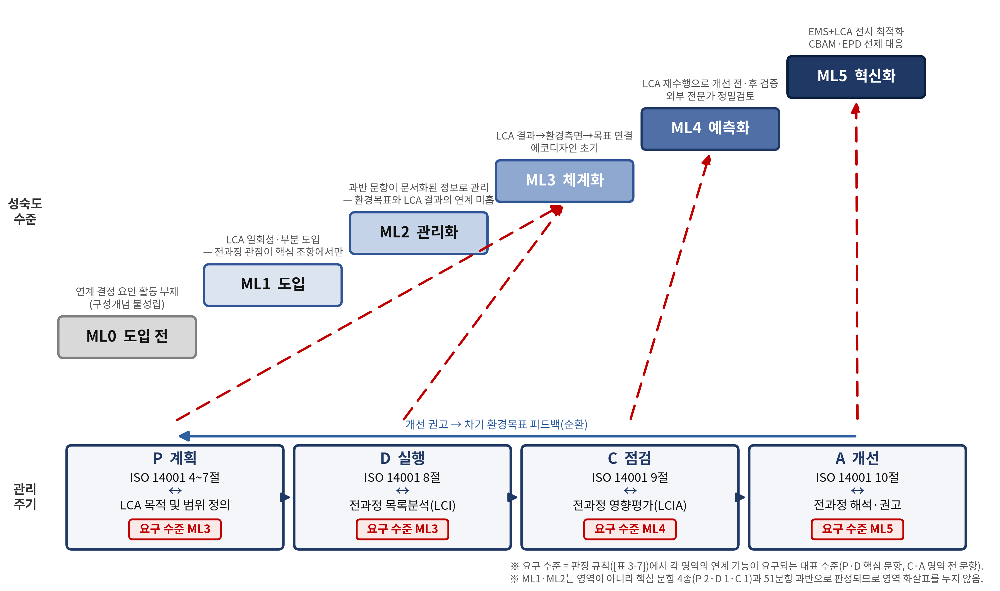 EMS+LCA 전사 최적화
CBAM·EPD 선제 대응
ML5 혁신화
LCA 재수행으로 개선 전·후 검증
외부 전문가 정밀검토
ML4 예측화
LCA 결과→환경측면→목표 연결
에코디자인 초기
ML3 체계화
과반 문항이 문서화된 정보로 관리
— 환경목표와 LCA 결과의 연계 미흡
ML2 관리화
성숙도
수준
LCA 일회성·부분 도입
— 전과정 관점이 핵심 조항에서만
ML1 도입
연계 결정 요인 활동 부재
(구성개념 불성립)
ML0 도입 전
개선 권고 → 차기 환경목표 피드백(순환)
관리
주기
P 계획
ISO 14001 4~7절
↔
LCA 목적 및 범위 정의
요구 수준 ML3
D 실행
ISO 14001 8절
↔
전과정 목록분석(LCI)
요구 수준 ML3
C 점검
ISO 14001 9절
↔
전과정 영향평가(LCIA)
요구 수준 ML4
A 개선
ISO 14001 10절
↔
전과정 해석·권고
요구 수준 ML5
※ 요구 수준 = 판정 규칙([표 3-7])에서 각 영역의 연계 기능이 요구되는 대표 수준(P·D 핵심 문항, C·A 영역 전 문항).
※ ML1·ML2는 영역이 아니라 핵심 문항 4종(P 2·D 1·C 1)과 51문항 과반으로 판정되므로 영역 화살표를 두지 않음.